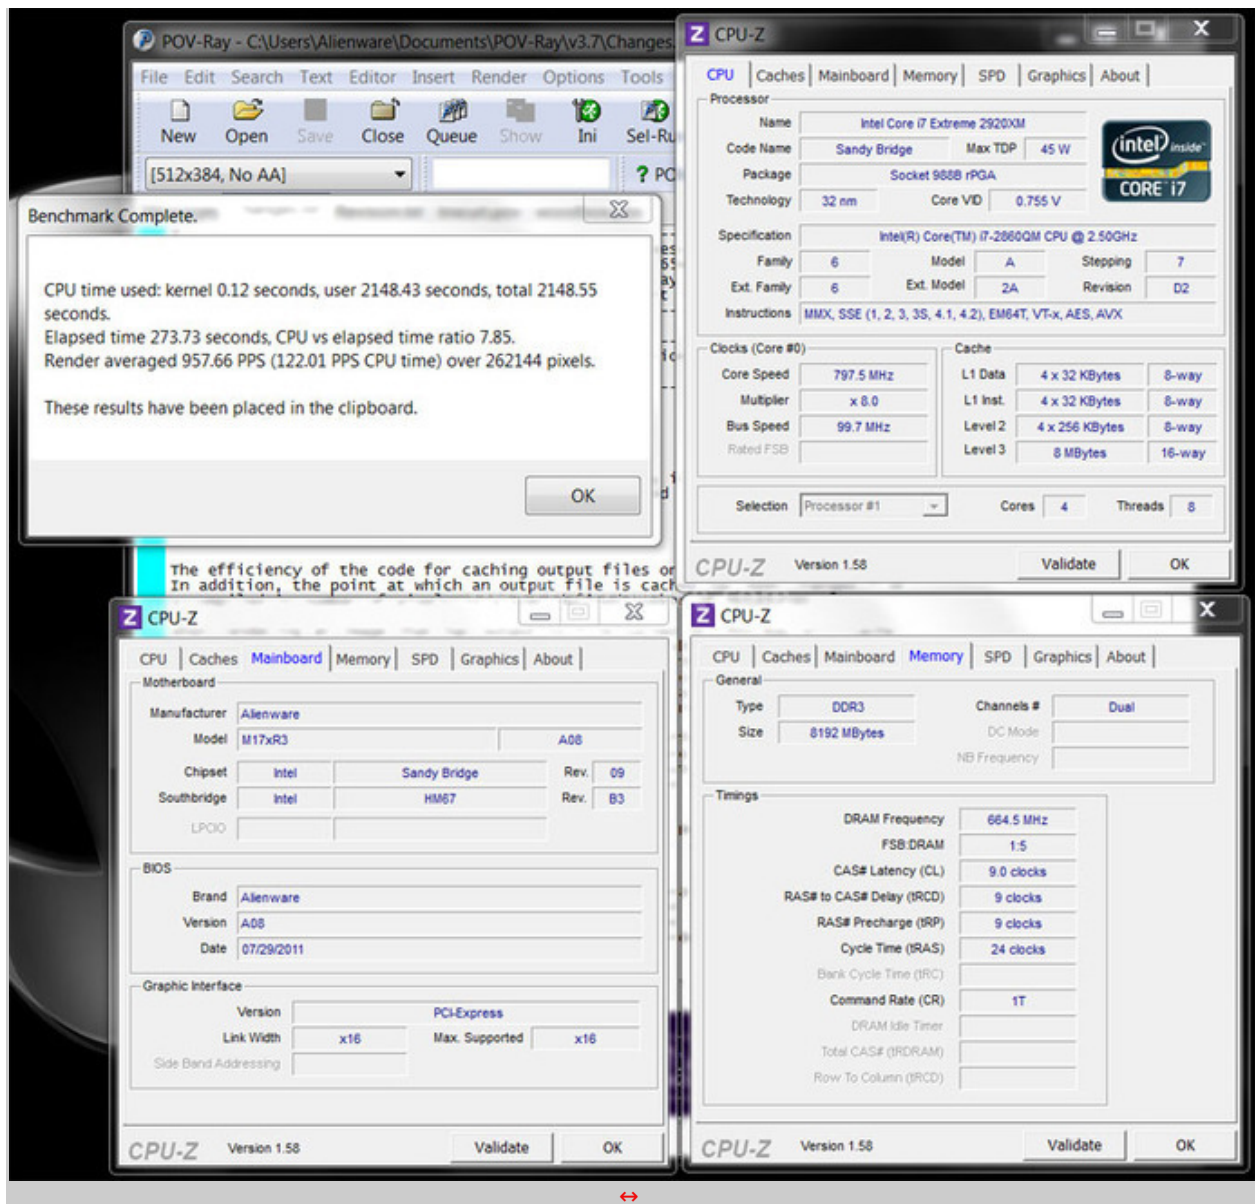 POV-Ray - C:\Users\Alienware\Documents\POV-Ray\v3.7\Changes.
File Edit Search Text Editor Insert Render Options Tools
New Open Save Close Queue Show Ini Sel-Ru
[512x384, No AA]
? PO
Benchmark Complete.
CPU time used: kernel 0.12 seconds, user 2148.43 seconds, total 2148.55
seconds.
Elapsed time 273.73 seconds, CPU vs elapsed time ratio 7.85.
Render averaged 957.66 PPS (122.01 PPS CPU time) over 262144 pixels.
These results have been placed in the clipboard.
OK
The efficiency of the code for caching output files or
In addition, the point at which an output file is cach
CPU-Z
CPU Caches Mainboard Memory SPD Graphics About
Processor
Name Intel Core i7 Extreme 2920XM
Code Name Sandy Bridge Max TDP 45 W
Package Socket 988B rPGA
Technology 32 nm Core VID 0.755 V
(intel) inside™
CORE i7
Specification Intel(R) Core(TM) i7-2860QM CPU @ 2.50GHz
Family 6 Model A Stepping 7
Ext. Family 6 Ext. Model 2A Revision D2
Instructions MMX, SSE (1, 2, 3, 3S, 4.1, 4.2), EM64T, VT-x, AES, AVX
Clocks (Core #0)
Core Speed 797.5 MHz
Multiplier x 8.0
Bus Speed 99.7 MHz
Rated FSB
Cache
L1 Data 4 x 32 KBytes 8-way
L1 Inst. 4 x 32 KBytes 8-way
Level 2 4 x 256 KBytes 8-way
Level 3 8 MBytes 16-way
Selection Processor #1 Cores 4 Threads 8
CPU-Z Version 1.58 Validate OK
CPU-Z
CPU Caches Mainboard Memory SPD Graphics About
Motherboard
Manufacturer Alienware
Model M17xR3 A08
Chipset Intel Sandy Bridge Rev. 09
Southbridge Intel HM67 Rev. B3
LPCIO
BIOS
Brand Alienware
Version A08
Date 07/29/2011
Graphic Interface
Version PCI-Express
Link Width x16 Max. Supported x16
Side Band Addressing
CPU-Z Version 1.58 Validate OK
CPU-Z
CPU Caches Mainboard Memory SPD Graphics About
General
Type DDR3 Channels # Dual
Size 8192 MBytes DC Mode
NB Frequency
Timings
DRAM Frequency 664.5 MHz
FSB:DRAM 1:5
CAS# Latency (CL) 9.0 clocks
RAS# to CAS# Delay (tRCD) 9 clocks
RAS# Precharge (tRP) 9 clocks
Cycle Time (tRAS) 24 clocks
Bank Cycle Time (tRC)
Command Rate (CR) 1T
DRAM Idle Timer
Total CAS# (tRDRAM)
Row To Column (tRCD)
CPU-Z Version 1.58 Validate OK